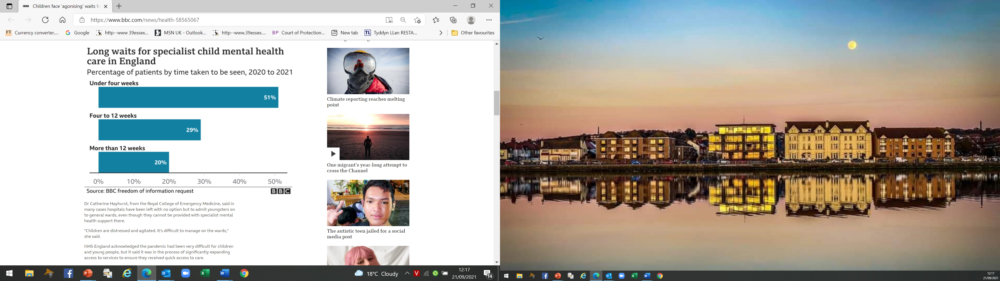 BBC Children face 'agonising' waits fo
https://www.bbc.com/news/health-58565067
FT Currency converter,... Google http--www 39essex... MSN UK - Outlook... http--www.39essex.... BP Court of Protection... New tab TL Tyddyn LLan RESTA... Other favourites
Long waits for specialist child mental health
care in England
Percentage of patients by time taken to be seen, 2020 to 2021
Under four weeks
51%
Four to 12 weeks
29%
More than 12 weeks
20%
0% 10% 20% 30% 40% 50%
Source: BBC freedom of information request BBC
Dr Catherine Hayhurst, from the Royal College of Emergency Medicine, said in
many cases hospitals have been left with no option but to admit youngsters on
to general wards, even though they cannot be provided with specialist mental
health support there.
"Children are distressed and agitated. It's difficult to manage on the wards,"
she said.
NHS England acknowledged the pandemic had been very difficult for children
and young people, but it said it was in the process of significantly expanding
access to services to ensure they received quick access to care.
Climate reporting reaches melting
point
One migrant's year-long attempt to
cross the Channel
The autistic teen jailed for a social
media post
18°C Cloudy
12:17
21/09/2021
14
12:17
21/09/2021